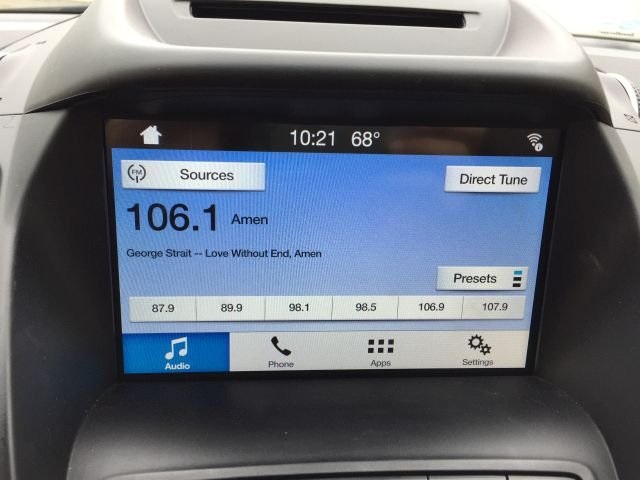 10:21 68°
FM Sources
Direct Tune
106.1 Amen
George Strait -- Love Without End, Amen
Presets
87.9 89.9 98.1 98.5 106.9 107.9
Audio Phone Apps Settings